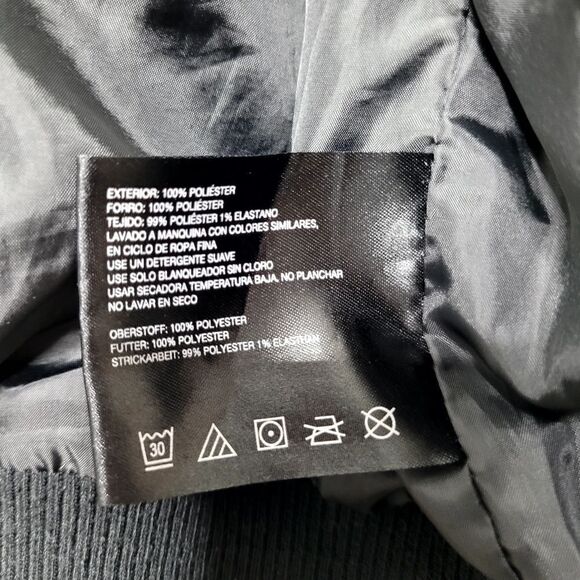 EXTERIOR: 100% POLIÉSTER
FORRO: 100% POLIÉSTER
TEJIDO: 99% POLIÉSTER 1% ELASTANO
LAVADO A MANQUINA CON COLORES SIMILARES,
EN CICLO DE ROPA FINA
USE UN DETERGENTE SUAVE
USE SOLO BLANQUEADOR SIN CLORO
USAR SECADORA TEMPERATURA BAJA, NO PLANCHAR
NO LAVAR EN SECO
OBERSTOFF: 100% POLYESTER
FUTTER: 100% POLYESTER
STRICKARBEIT: 99% POLYESTER 1% ELASTHAN
30